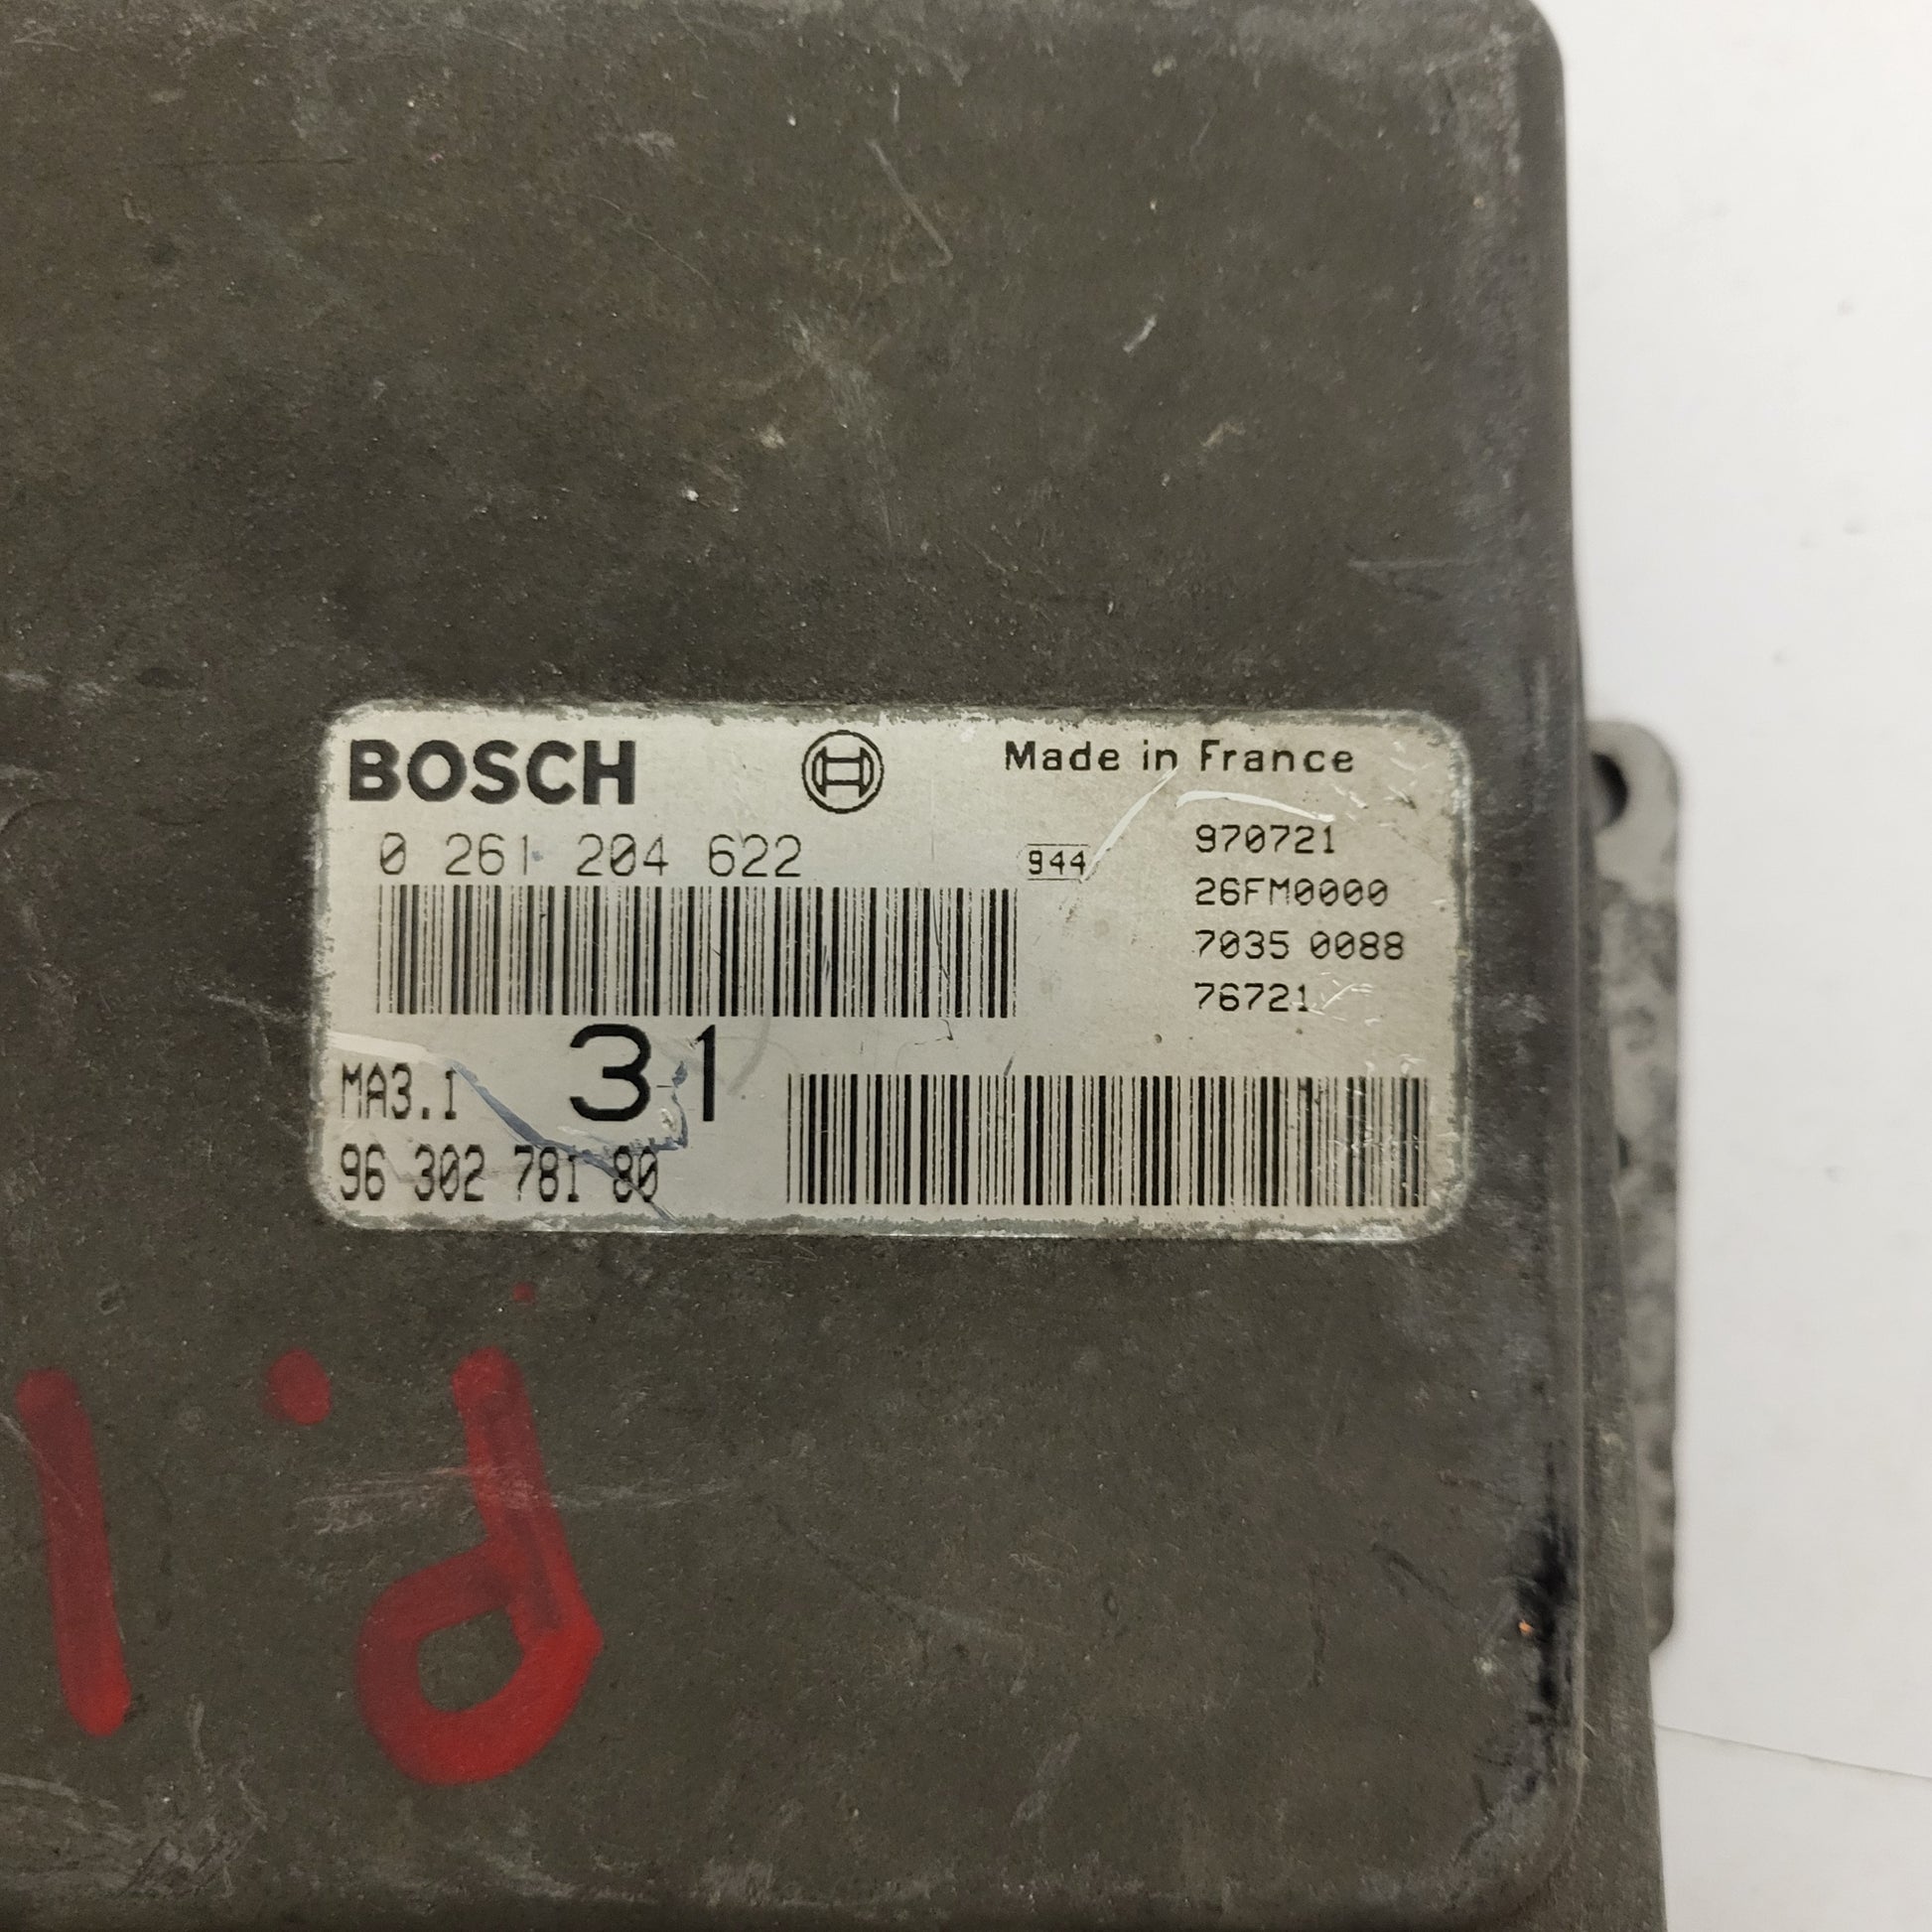 BOSCH
Made in France
0 261 204 622
944
970721
26FM0000
7035 0088
76721
31
MA3.1
96 302 781 80